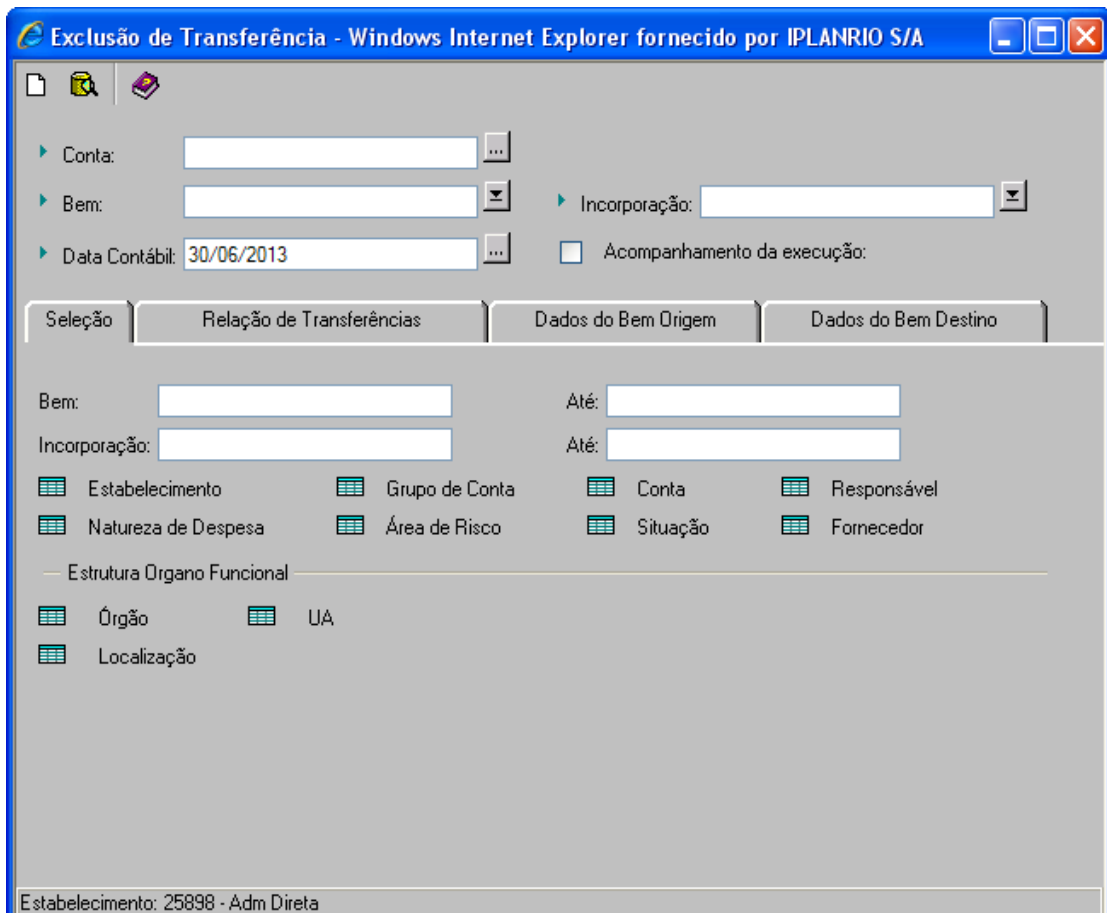 Exclusão de Transferência - Windows Internet Explorer fornecido por IPLANRIO S/A
Conta: ...
Bem: Incorporação:
Data Contábil: 30/06/2013 ... Acompanhamento da execução:
Seleção Relação de Transferências Dados do Bem Origem Dados do Bem Destino
Bem: Até:
Incorporação: Até:
Estabelecimento Grupo de Conta Conta Responsável
Natureza de Despesa Área de Risco Situação Fornecedor
Estrutura Organo Funcional
Órgão UA
Localização
Estabelecimento: 25898 - Adm Direta